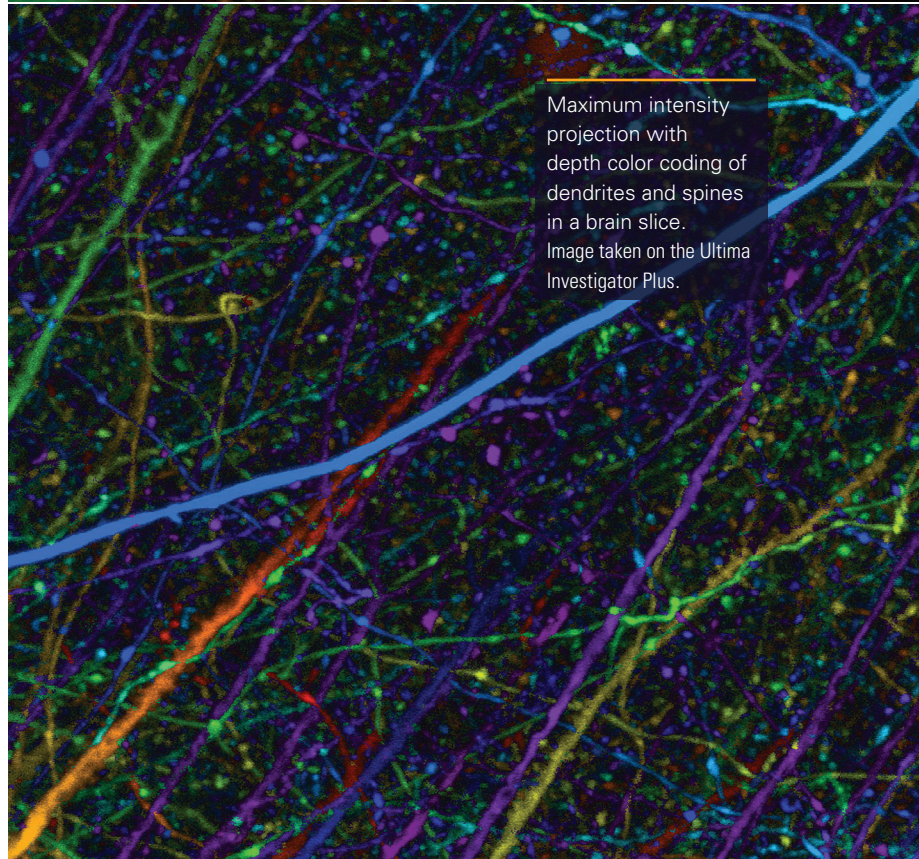 Maximum intensity
projection with
depth color coding of
dendrites and spines
in a brain slice.
Image taken on the Ultima
Investigator Plus.